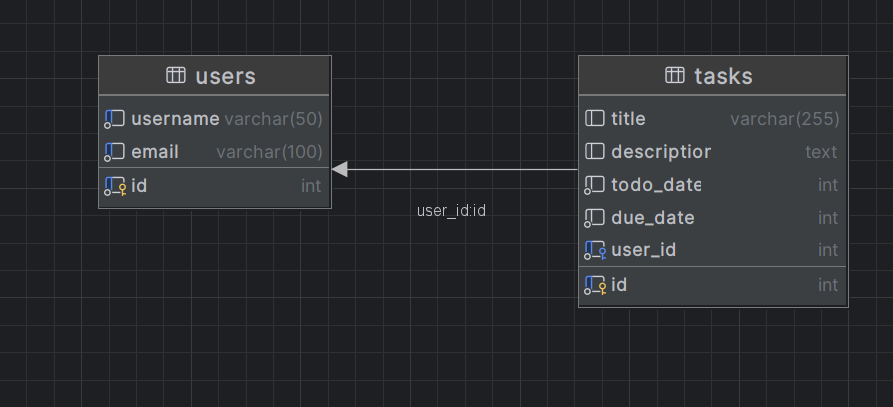 users
username varchar(50)
email varchar(100)
id int
user_id:id
tasks
title varchar(255)
description text
todo_date int
due_date int
user_id int
id int